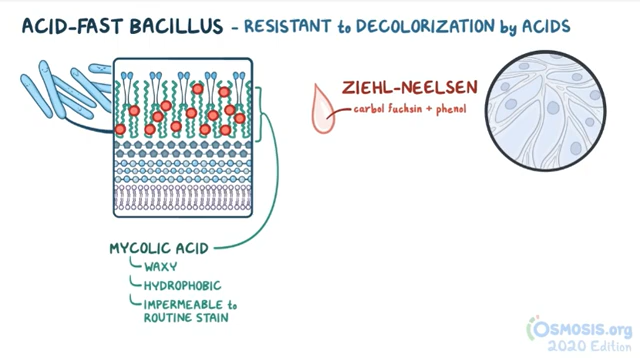 ACID-FAST BACILLUS - RESISTANT to DECOLORIZATION by ACIDS
ZIEHL-NEELSEN
carbol fuchsin + phenol
MYCOLIC ACID
WAXY
HYDROPHOBIC
IMPERMEABLE to
ROUTINE STAIN
OSMOSIS.org
2020 Edition